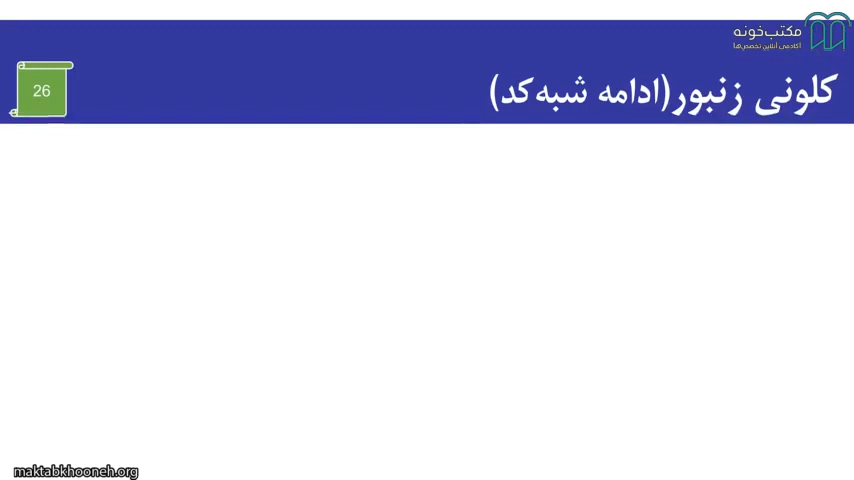 مکتب‌خونه
آکادمی آنلاین تخصص‌ها
کلونی زنبور(ادامه شبه‌کد)
26
maktabkhooneh.org